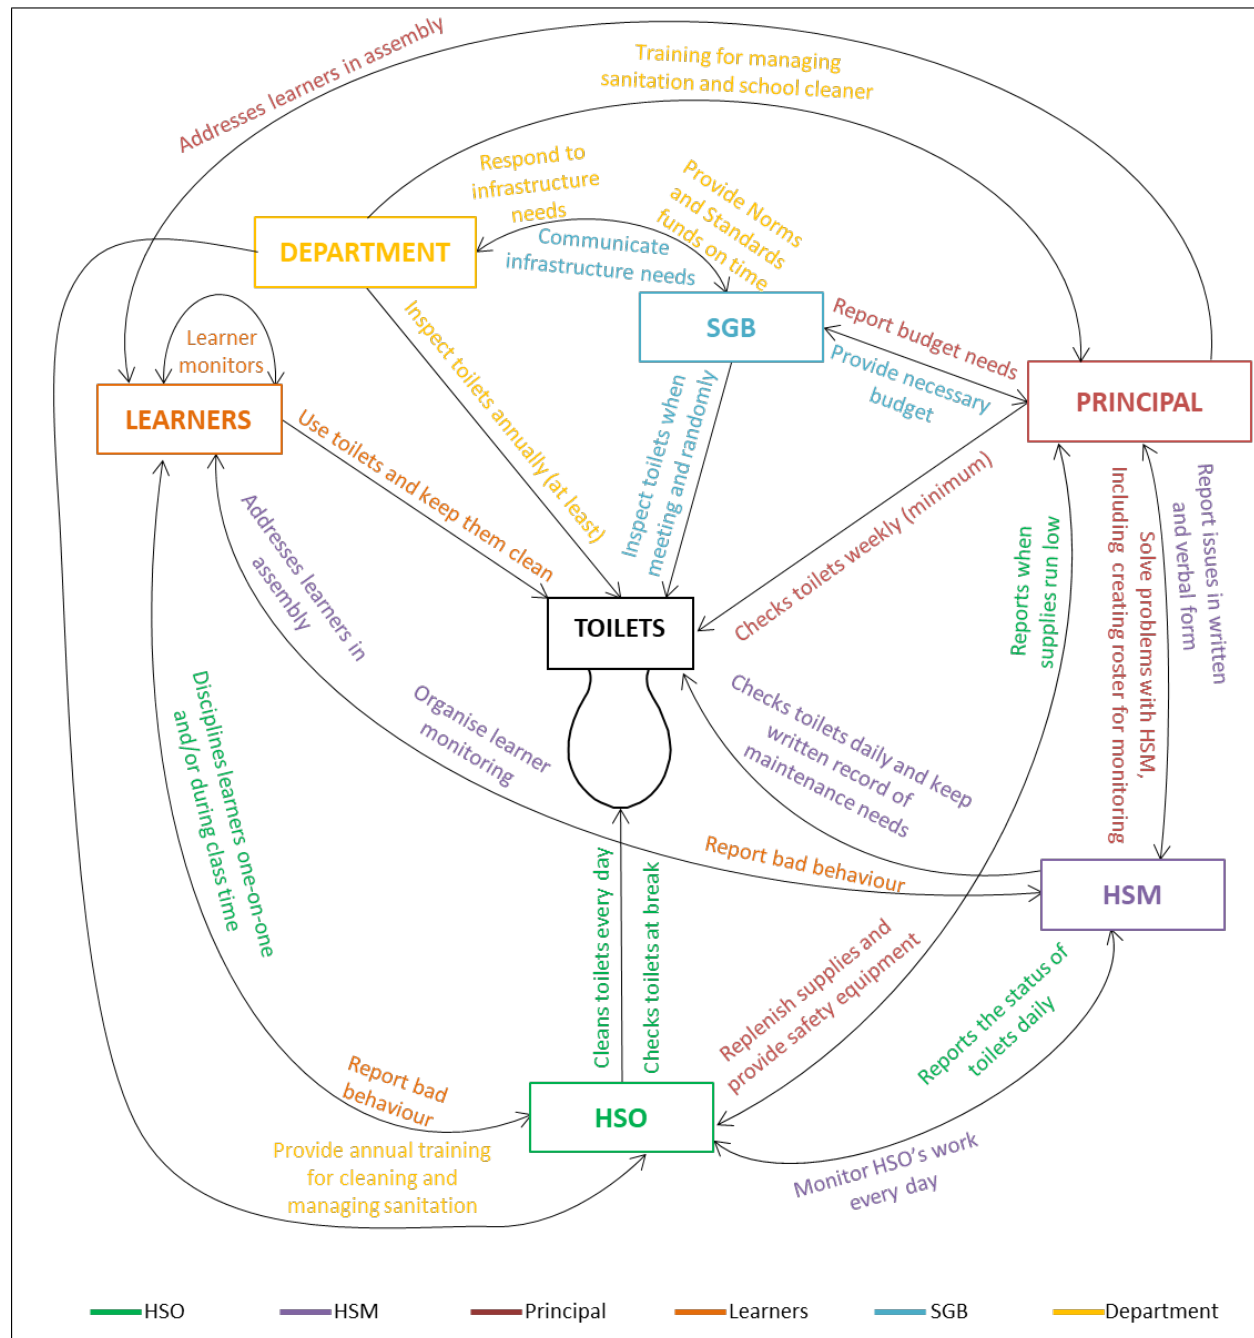 Addresses learners in assembly
Training for managing
sanitation and school cleaner
Respond to
infrastructure
needs
Provide Norms
and Standards
funds on time
DEPARTMENT
Communicate
infrastructure needs
SGB
Report budget needs
Provide necessary
budget
Learner
monitors
LEARNERS
PRINCIPAL
Inspect toilets annually (at least)
Use toilets and keep them clean
Inspect toilets when
meeting and randomly
Checks toilets weekly (minimum)
Reports when
supplies run low
Report issues in written
and verbal form
Solve problems with HSM,
Including creating roster for monitoring
Addresses learners in
assembly
TOILETS
Organise learner
monitoring
Checks toilets daily and keep
written record of
maintenance needs
Disciplines learners one-on-one
and/or during class time
Report bad behaviour
HSM
Cleans toilets every day
Checks toilets at break
Replenish supplies and
provide safety equipment
Reports the status of
toilets daily
Report bad
behaviour
HSO
Provide annual training
for cleaning and
managing sanitation
Monitor HSO's work
every day
HSO
HSM
Principal
Learners
SGB
Department